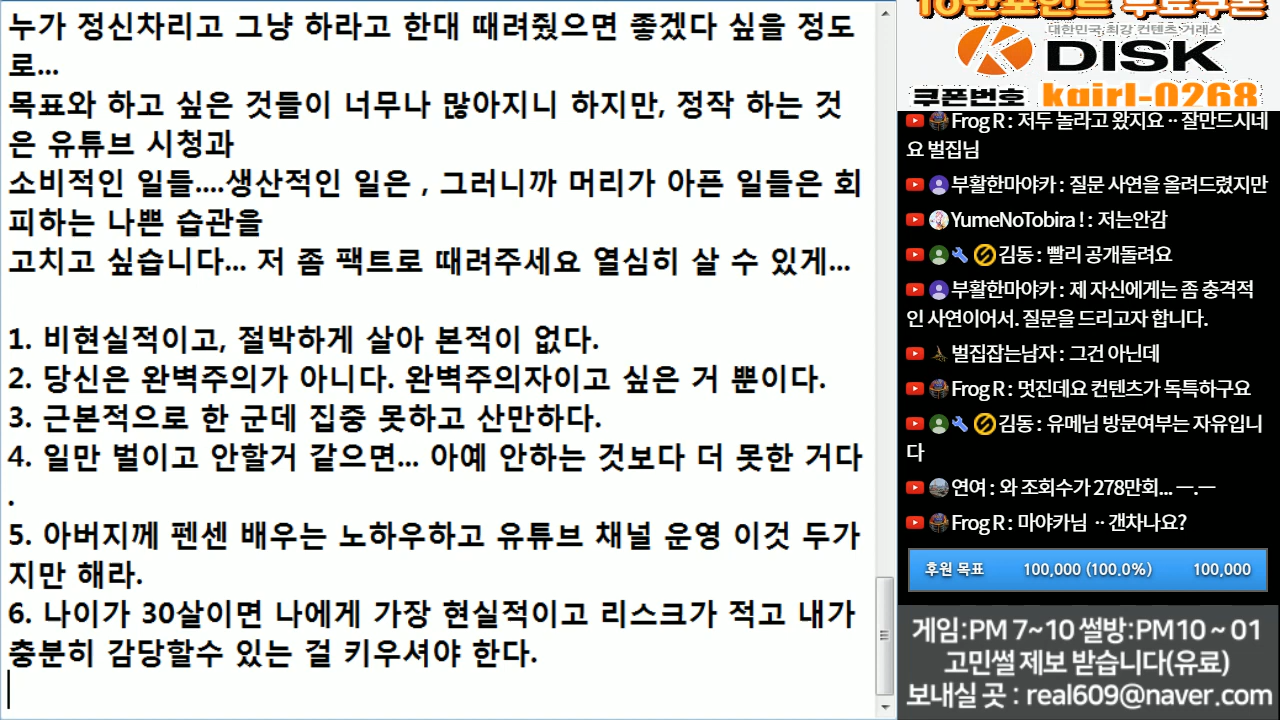 누가 정신차리고 그냥 하라고 한대 때려줬으면 좋겠다 싶을 정도
로...
목표와 하고 싶은 것들이 너무나 많아지니 하지만, 정작 하는 것
은 유튜브 시청과
소비적인 일들....생산적인 일은 , 그러니까 머리가 아픈 일들은 회
피하는 나쁜 습관을
고치고 싶습니다... 저 좀 팩트로 때려주세요 열심히 살 수 있게...
1. 비현실적이고, 절박하게 살아 본적이 없다.
2. 당신은 완벽주의가 아니다. 완벽주의자이고 싶은 거 뿐이다.
3. 근본적으로 한 군데 집중 못하고 산만하다.
4. 일만 벌이고 안할거 같으면... 아예 안하는 것보다 더 못한 거다
.
5. 아버지께 펜센 배우는 노하우하고 유튜브 채널 운영 이것 두가
지만 해라.
6. 나이가 30살이면 나에게 가장 현실적이고 리스크가 적고 내가
충분히 감당할수 있는 걸 키우셔야 한다.
10만포인트 무료쿠폰
대한민국 최강 컨텐츠 거래소
K DISK
쿠폰번호 kgirl-0268
Frog R : 저두 놀라고 왔지요 ·· 잘만드시네
요 벌집님
부활한마야카 : 질문 사연을 올려드렸지만
YumeNoTobira ! : 저는안감
김동 : 빨리 공개돌려요
부활한마야카 : 제 자신에게는 좀 충격적
인 사연이어서. 질문을 드리고자 합니다.
벌집잡는남자 : 그건 아닌데
Frog R : 멋진데요 컨텐츠가 독특하구요
김동 : 유메님 방문여부는 자유입니
다
연여 : 와 조회수가 278만회... ㅡ.ㅡ
Frog R : 마야카님 ·· 갠차나요?
후원 목표 100,000 (100.0%) 100,000
게임:PM 7~10 썰방:PM10 ~ 01
고민썰 제보 받습니다(유료)
보내실 곳 : real609@naver.com